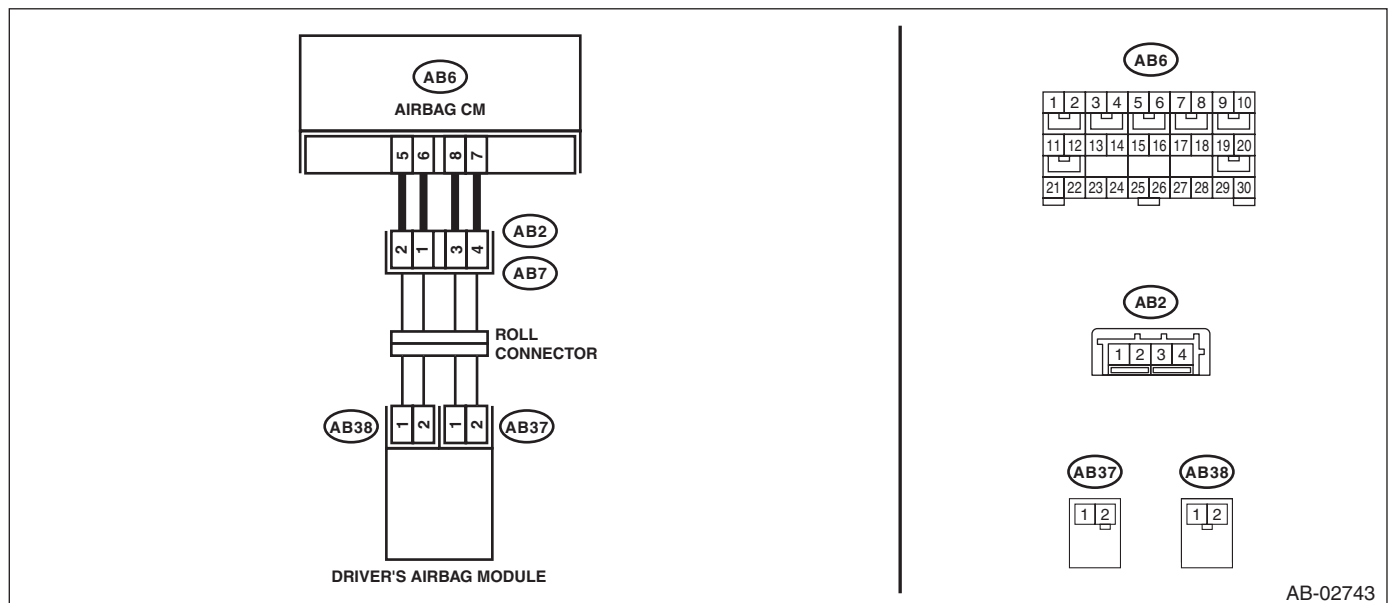 AB6
AIRBAG CM
5 6 8 7
2 1 3 4
AB2
AB7
ROLL
CONNECTOR
AB38
1 2 1 2
AB37
DRIVER'S AIRBAG MODULE
AB6
1 2 3 4 5 6 7 8 9 10
11 12 13 14 15 16 17 18 19 20
21 22 23 24 25 26 27 28 29 30
AB2
1 2 3 4
AB37
1 2
AB38
1 2
AB-02743